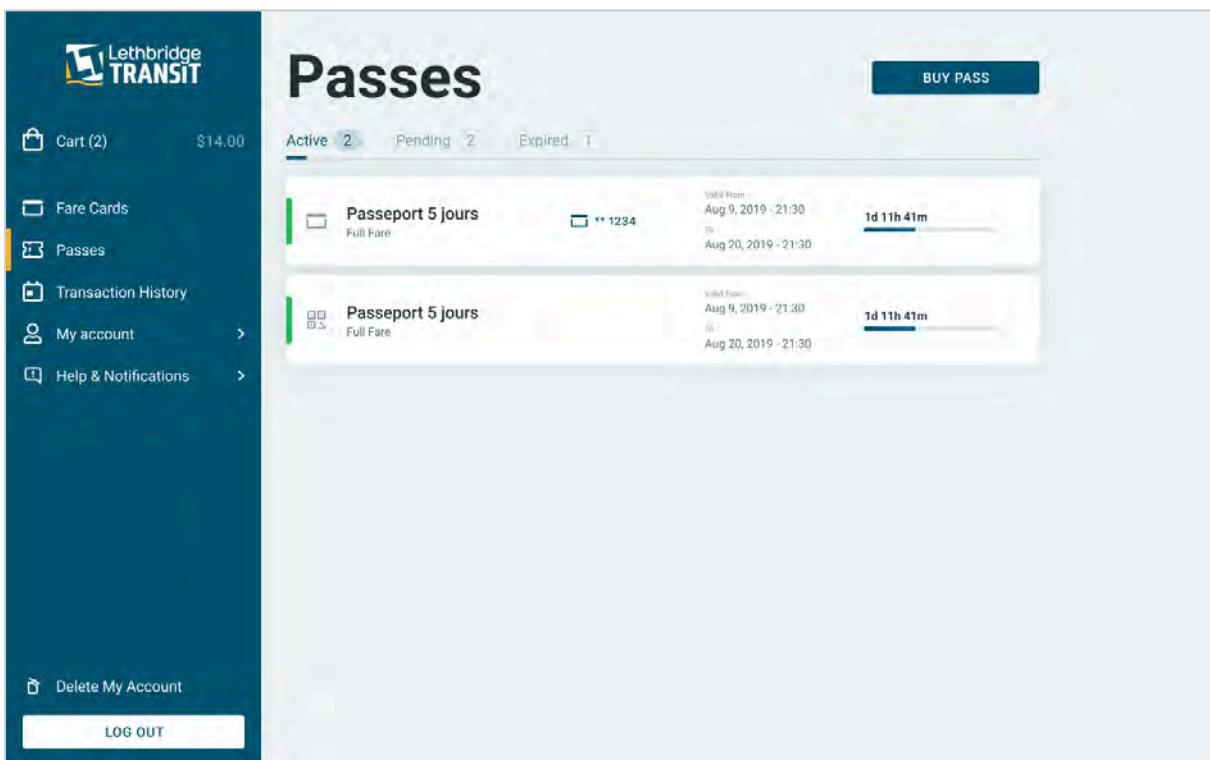 Lethbridge
TRANSIT
Cart (2) $14.00
Fare Cards
Passes
Transaction History
My account
Help & Notifications
Delete My Account
LOG OUT
Passes
BUY PASS
Active 2 Pending 2 Expired 1
Passeport 5 jours
Full Fare
** 1234
Valid From
Aug 9, 2019 - 21:30
To
Aug 20, 2019 - 21:30
1d 11h 41m
Passeport 5 jours
Full Fare
Valid From
Aug 9, 2019 - 21:30
To
Aug 20, 2019 - 21:30
1d 11h 41m